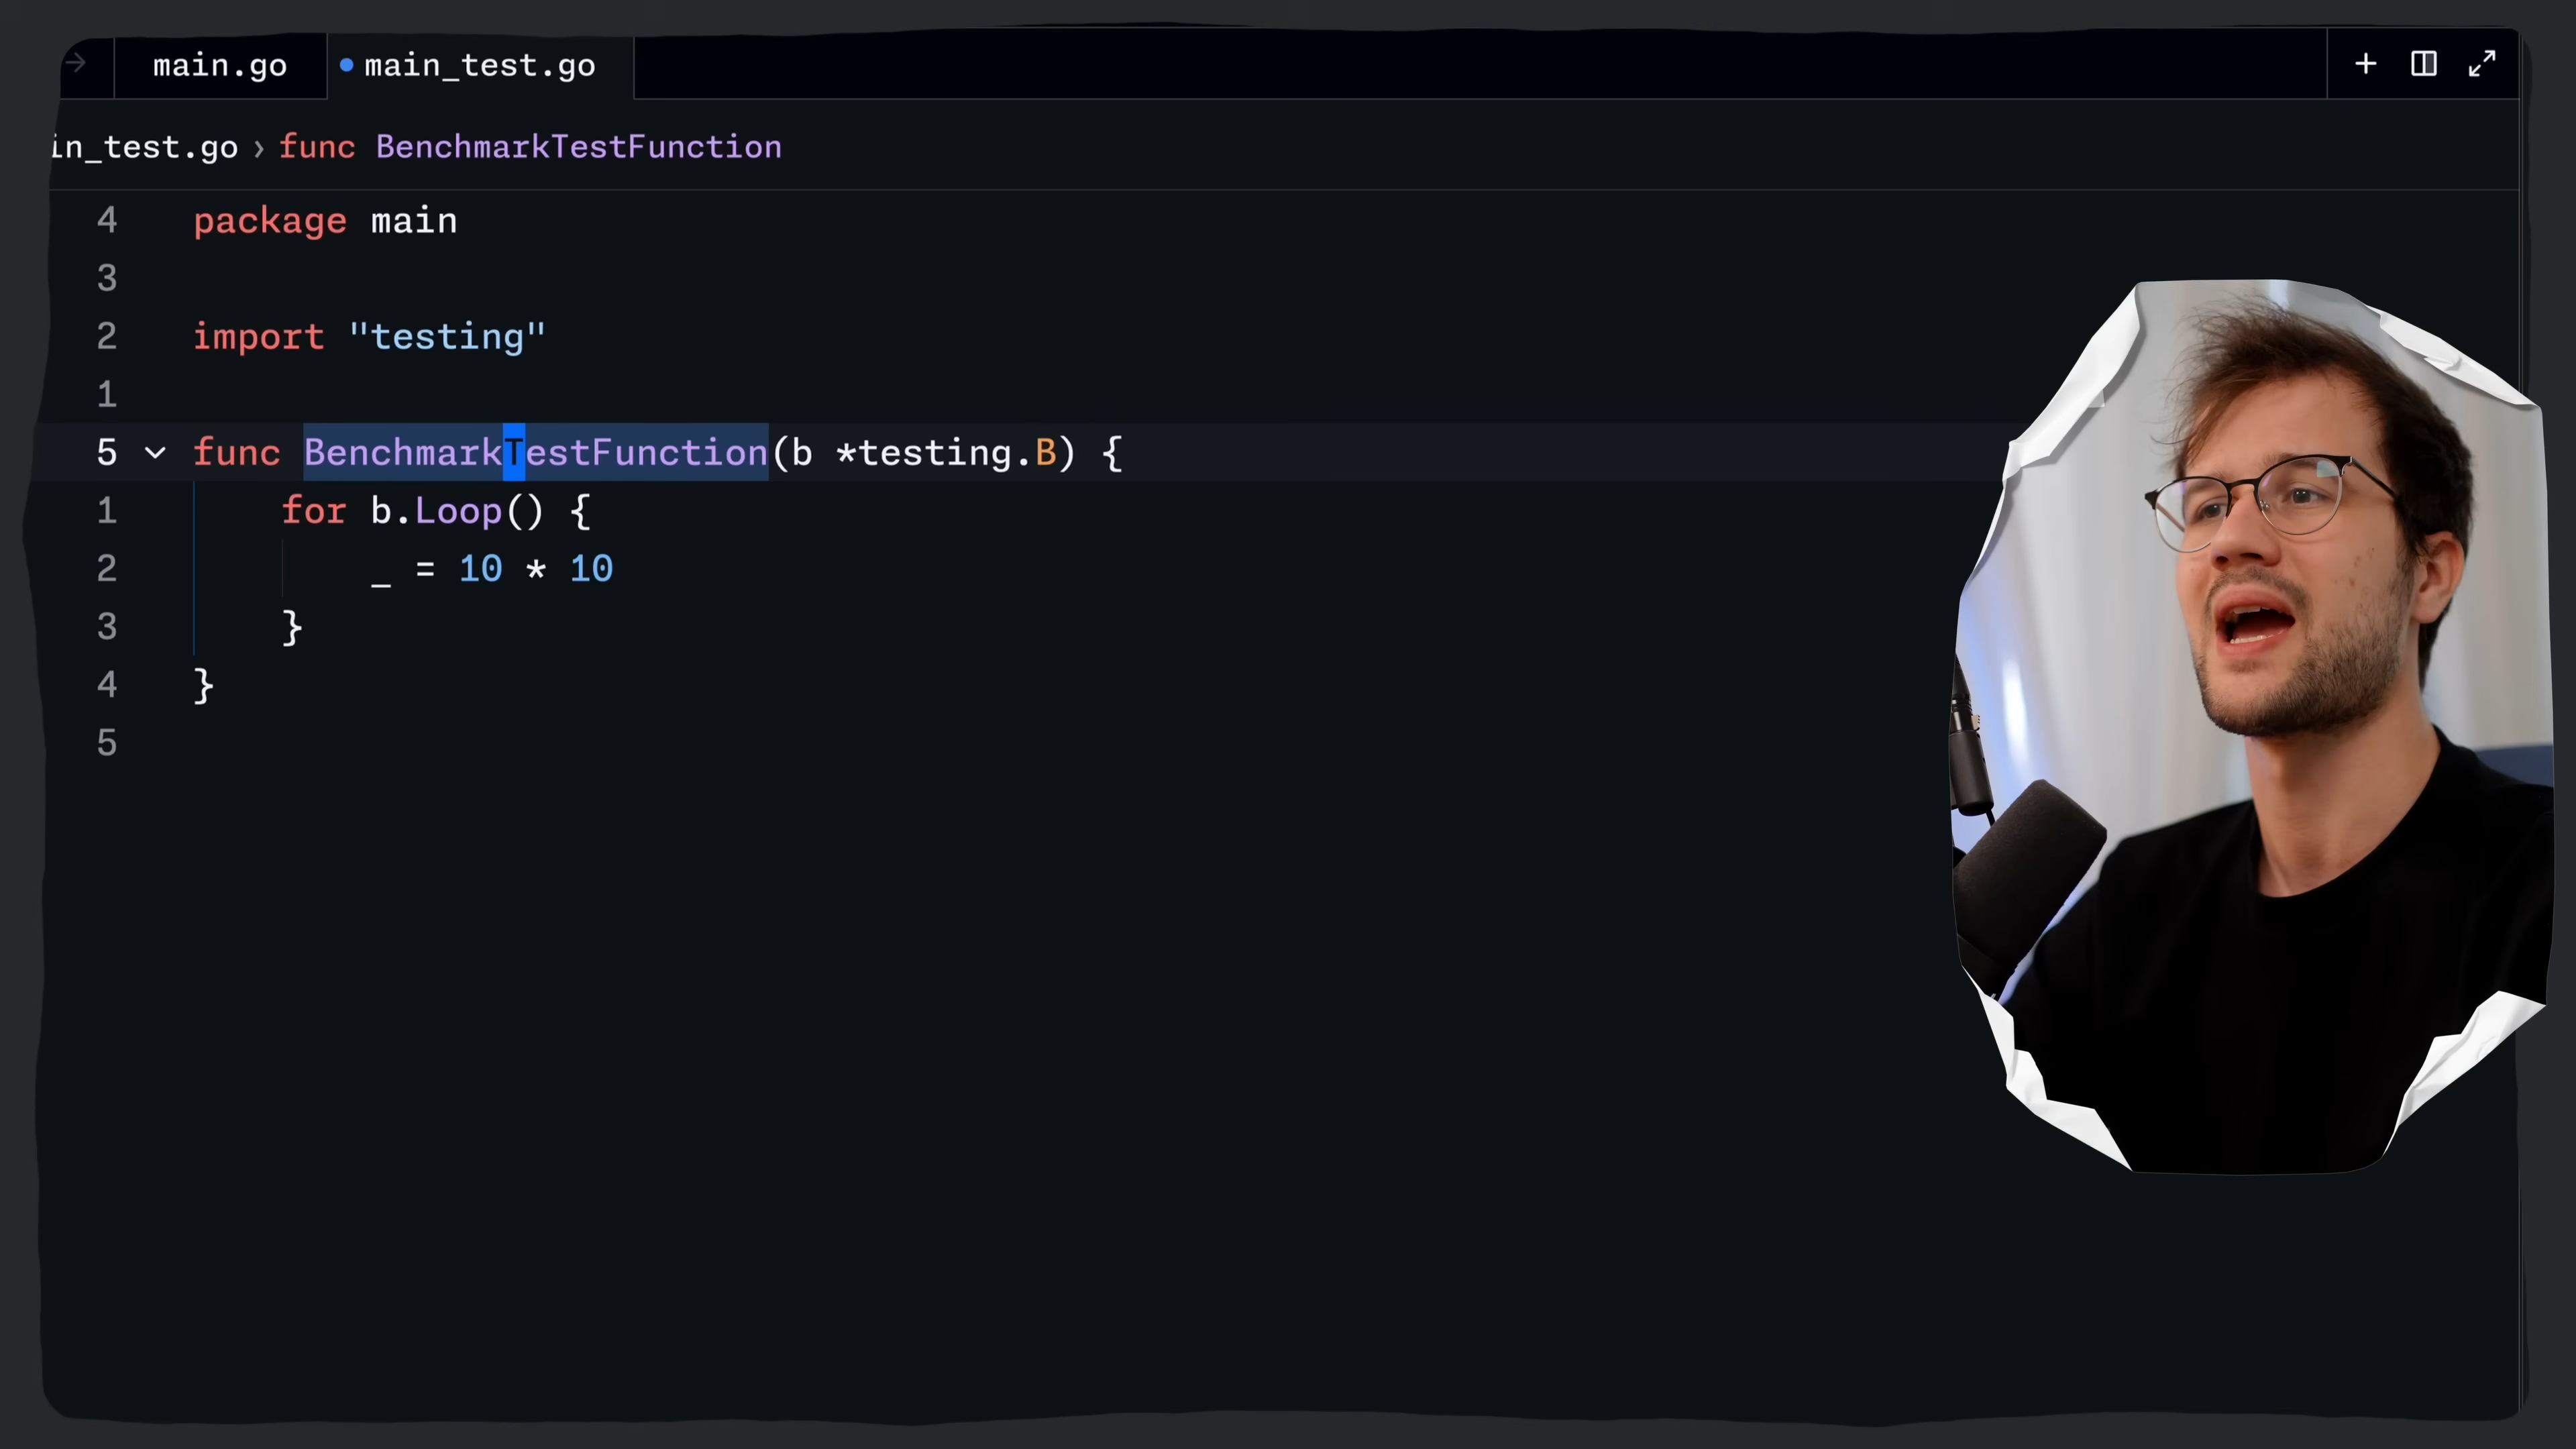 main.go main_test.go
in_test.go › func BenchmarkTestFunction
4 package main
3
2 import "testing"
1
5 func BenchmarkTestFunction(b *testing.B) {
1 for b.Loop() {
2 _ = 10 * 10
3 }
4 }
5